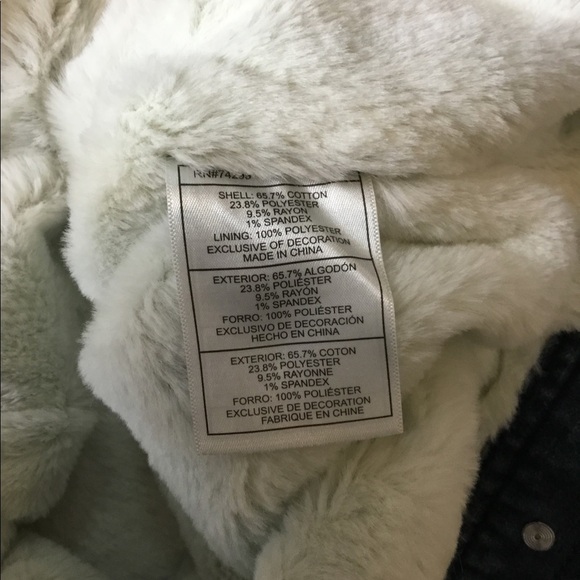 RN#74299
SHELL: 65.7% COTTON
23.8% POLYESTER
9.5% RAYON
1% SPANDEX
LINING: 100% POLYESTER
EXCLUSIVE OF DECORATION
MADE IN CHINA
EXTERIOR: 65.7% ALGODÓN
23.8% POLIÉSTER
9.5% RAYÓN
1% SPANDEX
FORRO: 100% POLIÉSTER
EXCLUSIVO DE DECORACIÓN
HECHO EN CHINA
EXTERIOR: 65.7% COTON
23.8% POLYESTER
9.5% RAYONNE
1% SPANDEX
FORRO: 100% POLIÉSTER
EXCLUSIVE OF DECORATION
FABRIQUE EN CHINE